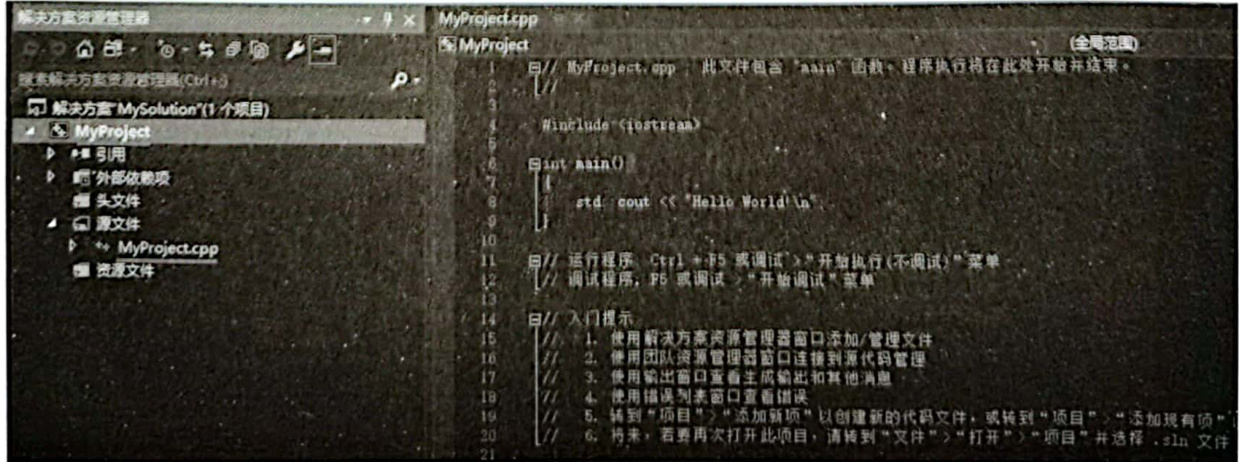 解决方案资源管理器
搜索解决方案资源管理器(Ctrl+;)
解决方案"MySolution"(1 个项目)
MyProject
引用
外部依赖项
头文件
源文件
MyProject.cpp
资源文件
MyProject.cpp
MyProject
(全局范围)
1 // MyProject.cpp : 此文件包含 "main" 函数。程序执行将在此处开始并结束。
2 //
3
4 #include <iostream>
5
6 int main()
7 {
8 std::cout << "Hello World!\n";
9 }
10
11 // 运行程序: Ctrl + F5 或调试 >"开始执行(不调试)"菜单
12 // 调试程序: F5 或调试 >"开始调试"菜单
13
14 // 入门提示:
15 // 1. 使用解决方案资源管理器窗口添加/管理文件
16 // 2. 使用团队资源管理器窗口连接到源代码管理
17 // 3. 使用输出窗口查看生成输出和其他消息
18 // 4. 使用错误列表窗口查看错误
19 // 5. 转到"项目">"添加新项"以创建新的代码文件,或转到"项目">"添加现有项"
20 // 6. 将来,若要再次打开此项目,请转到"文件">"打开">"项目"并选择 .sln 文件
21